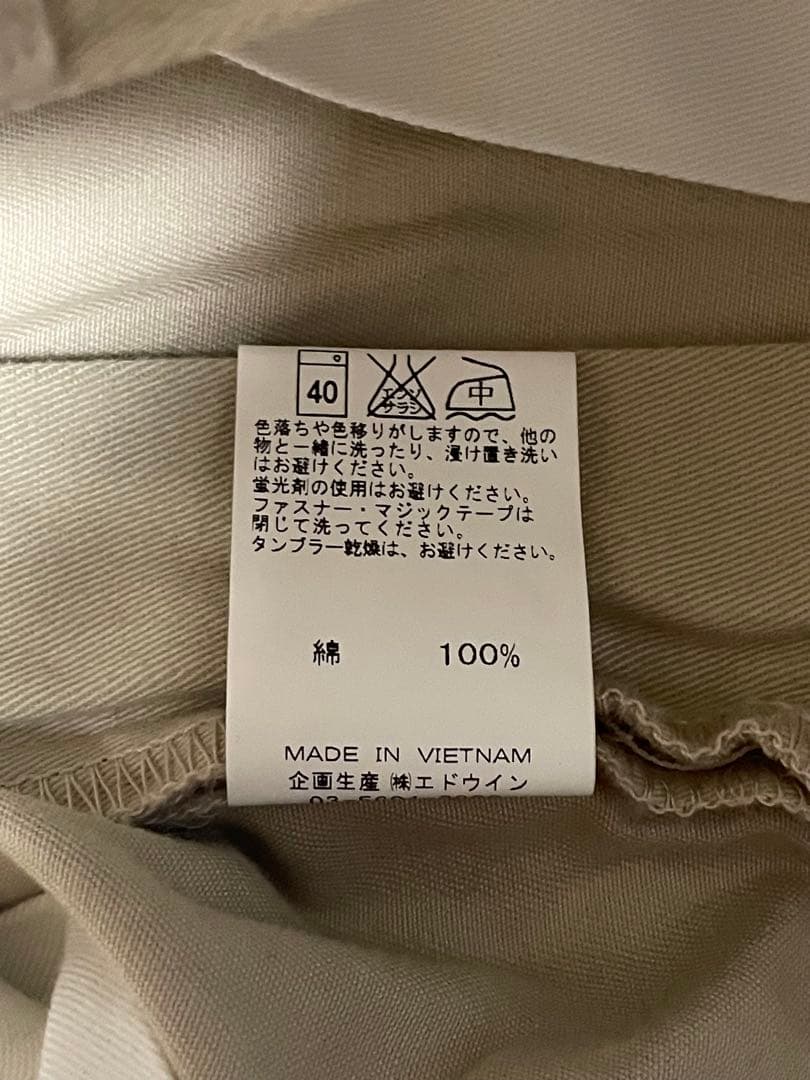 40
エンソ
サラシ
中
色落ちや色移りがしますので、他の
物と一緒に洗ったり、浸け置き洗い
はお避けください。
蛍光剤の使用はお避けください。
ファスナー・マジックテープは
閉じて洗ってください。
タンブラー乾燥は、お避けください。
綿 100%
MADE IN VIETNAM
企画生産 ㈱エドウイン